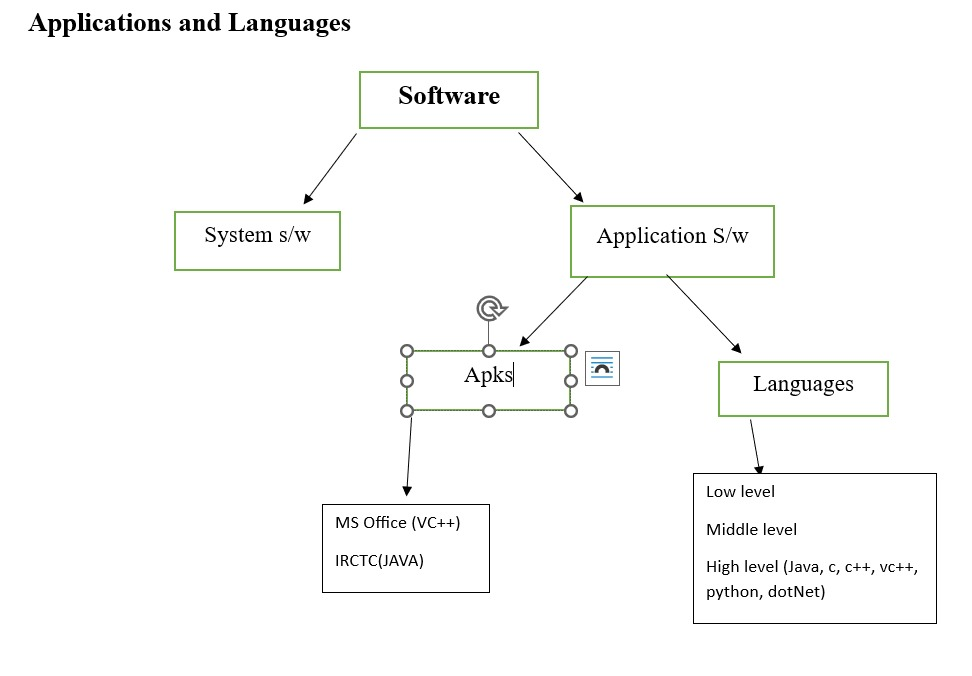 Applications and Languages
Software
System s/w
Application S/w
Apks
Languages
MS Office (VC++)
IRCTC(JAVA)
Low level
Middle level
High level (Java, c, c++, vc++,
python, dotNet)